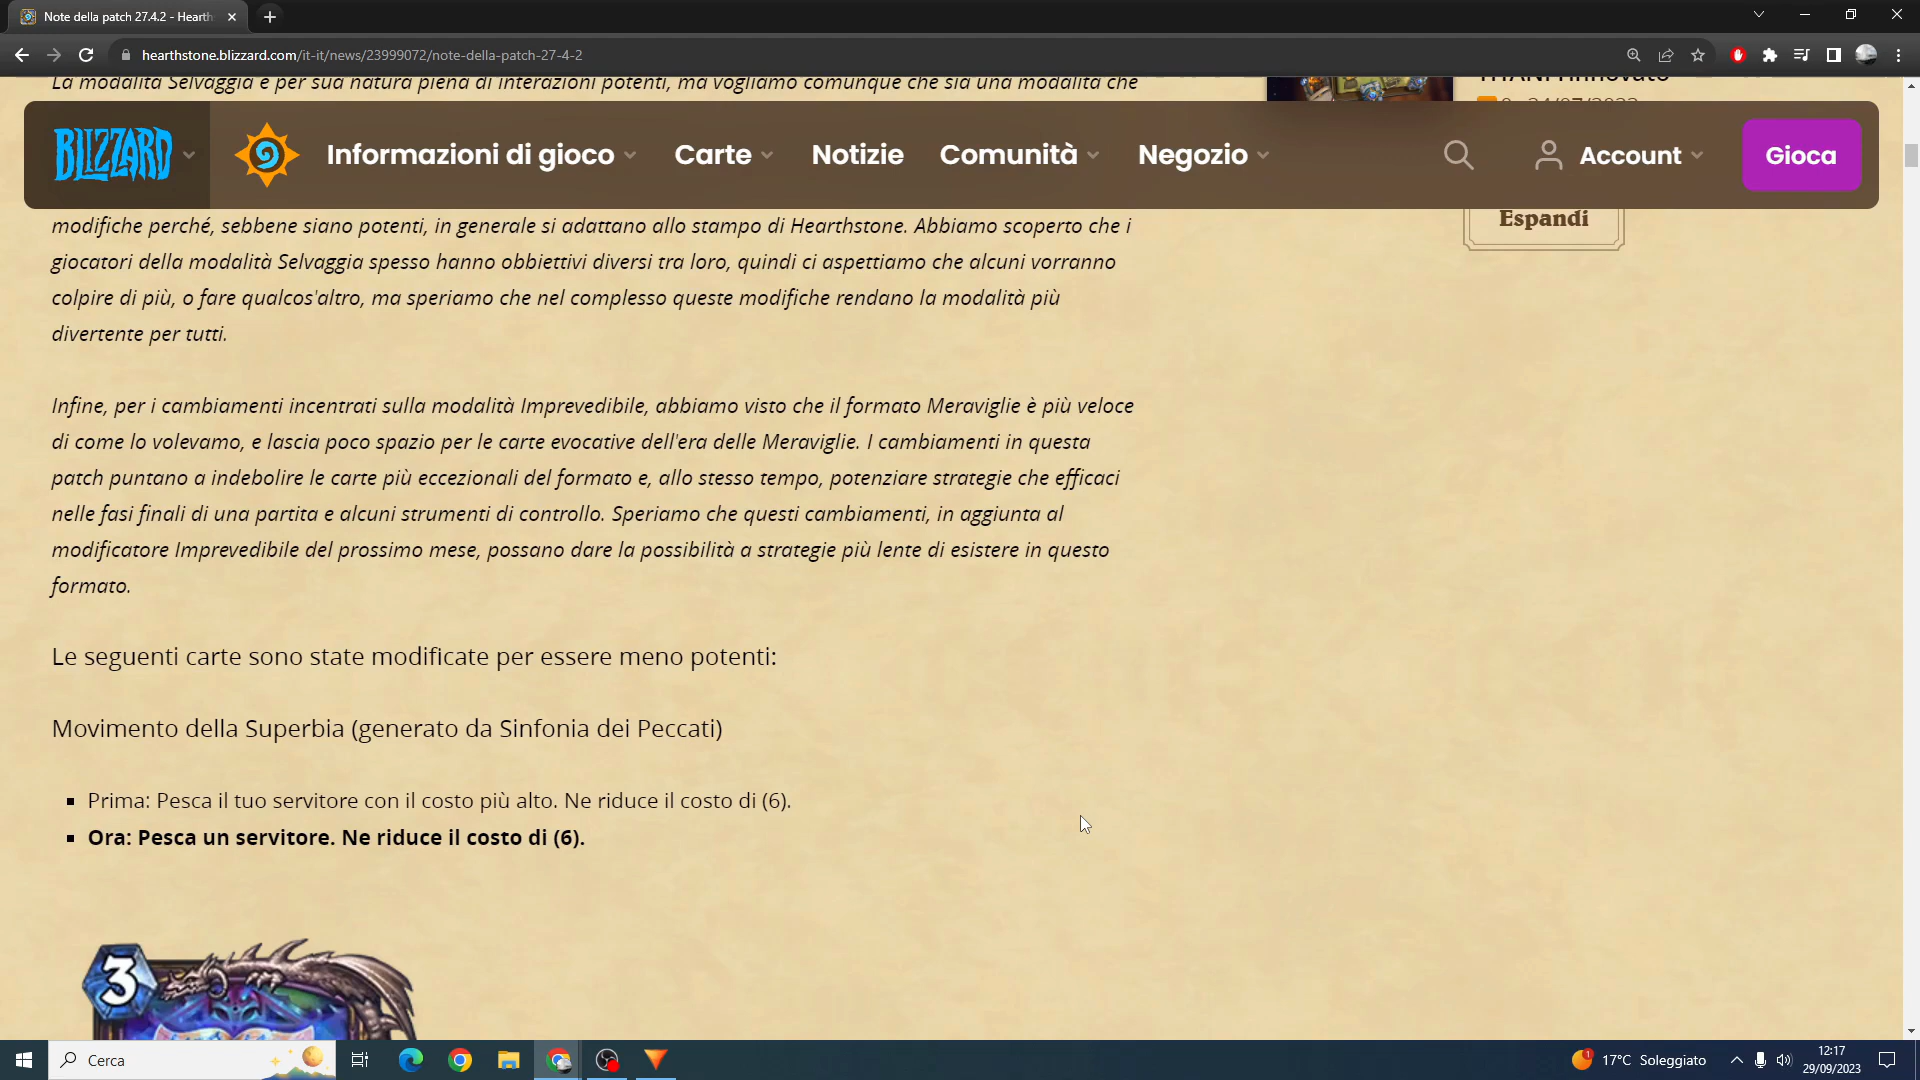 Note della patch 27.4.2 - Hearth
hearthstone.blizzard.com/it-it/news/23999072/note-della-patch-27-4-2
La modalità Selvaggia è per sua natura piena di interazioni potenti, ma vogliamo comunque che sia una modalità che
TITANI rinnovato
24/07/2023
BLIZZARD
Informazioni di gioco
Carte
Notizie
Comunità
Negozio
Account
Gioca
Espandi
modifiche perché, sebbene siano potenti, in generale si adattano allo stampo di Hearthstone. Abbiamo scoperto che i
giocatori della modalità Selvaggia spesso hanno obbiettivi diversi tra loro, quindi ci aspettiamo che alcuni vorranno
colpire di più, o fare qualcos'altro, ma speriamo che nel complesso queste modifiche rendano la modalità più
divertente per tutti.
Infine, per i cambiamenti incentrati sulla modalità Imprevedibile, abbiamo visto che il formato Meraviglie è più veloce
di come lo volevamo, e lascia poco spazio per le carte evocative dell'era delle Meraviglie. I cambiamenti in questa
patch puntano a indebolire le carte più eccezionali del formato e, allo stesso tempo, potenziare strategie che efficaci
nelle fasi finali di una partita e alcuni strumenti di controllo. Speriamo che questi cambiamenti, in aggiunta al
modificatore Imprevedibile del prossimo mese, possano dare la possibilità a strategie più lente di esistere in questo
formato.
Le seguenti carte sono state modificate per essere meno potenti:
Movimento della Superbia (generato da Sinfonia dei Peccati)
Prima: Pesca il tuo servitore con il costo più alto. Ne riduce il costo di (6).
Ora: Pesca un servitore. Ne riduce il costo di (6).
3
Cerca
1
17°C Soleggiato
12:17
29/09/2023